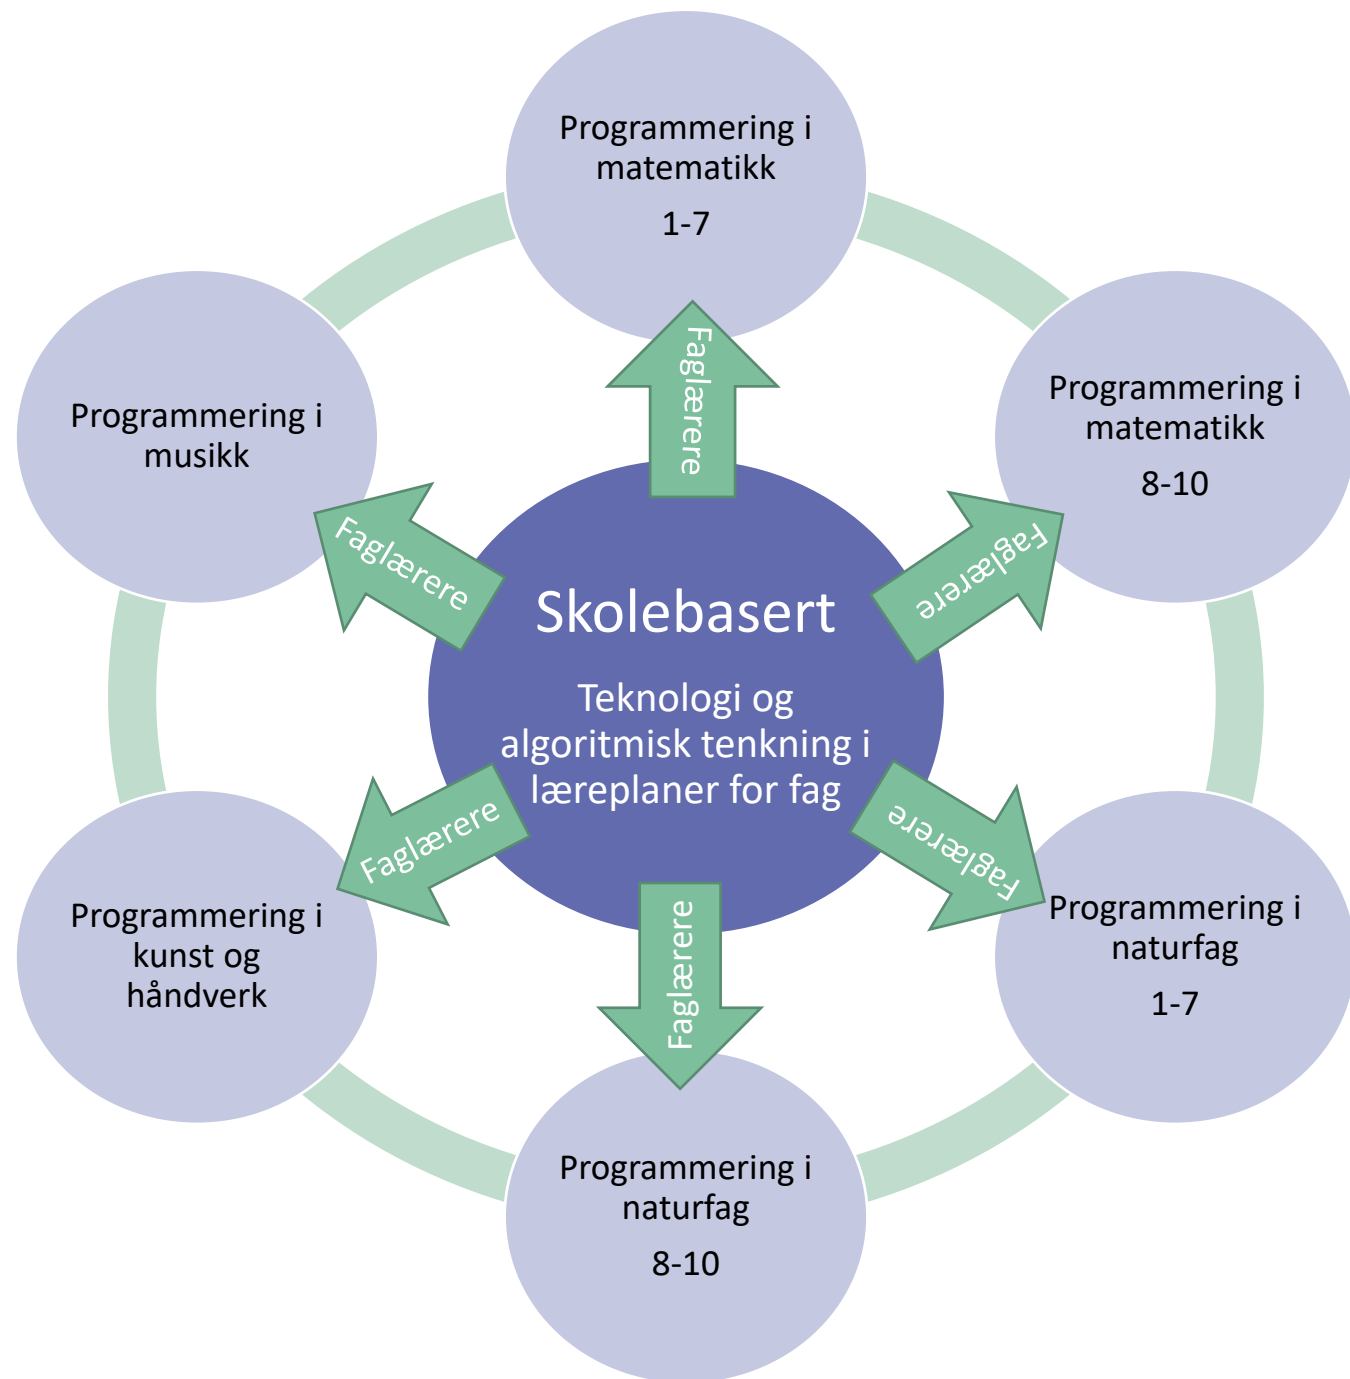 Programmering i
matematikk
1-7
Programmering i
matematikk
8-10
Programmering i
naturfag
1-7
Programmering i
naturfag
8-10
Programmering i
kunst og
håndverk
Programmering i
musikk
Faglærere
Faglærere
Faglærere
Faglærere
Faglærere
Faglærere
Skolebasert
Teknologi og
algoritmisk tenkning i
læreplaner for fag